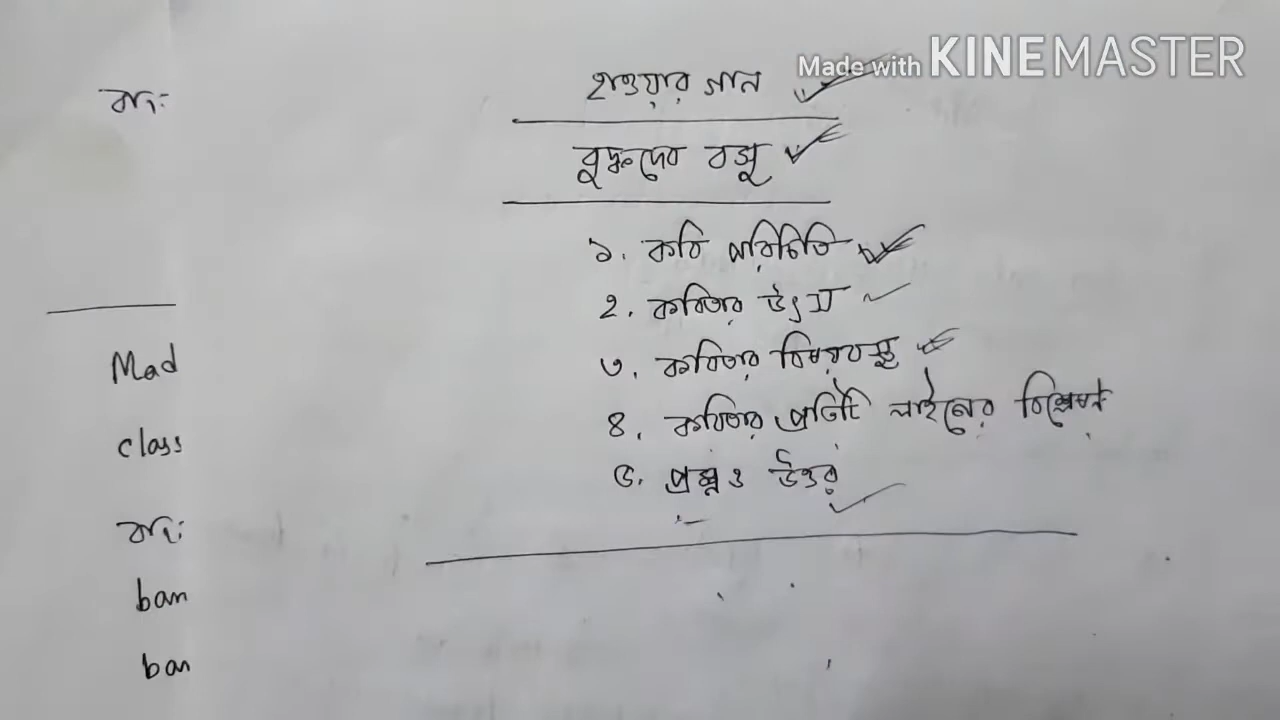 Made with KINEMASTER
হাওয়ার গান
বুদ্ধদেব বসু
১. কবি পরিচিতি
২. কবিতার উৎস
৩. কবিতার বিষয়বস্তু
৪. কবিতার প্রতিটি লাইনের বিশ্লেষণ
৫. প্রশ্ন ও উত্তর
Mad
class
ban
ban